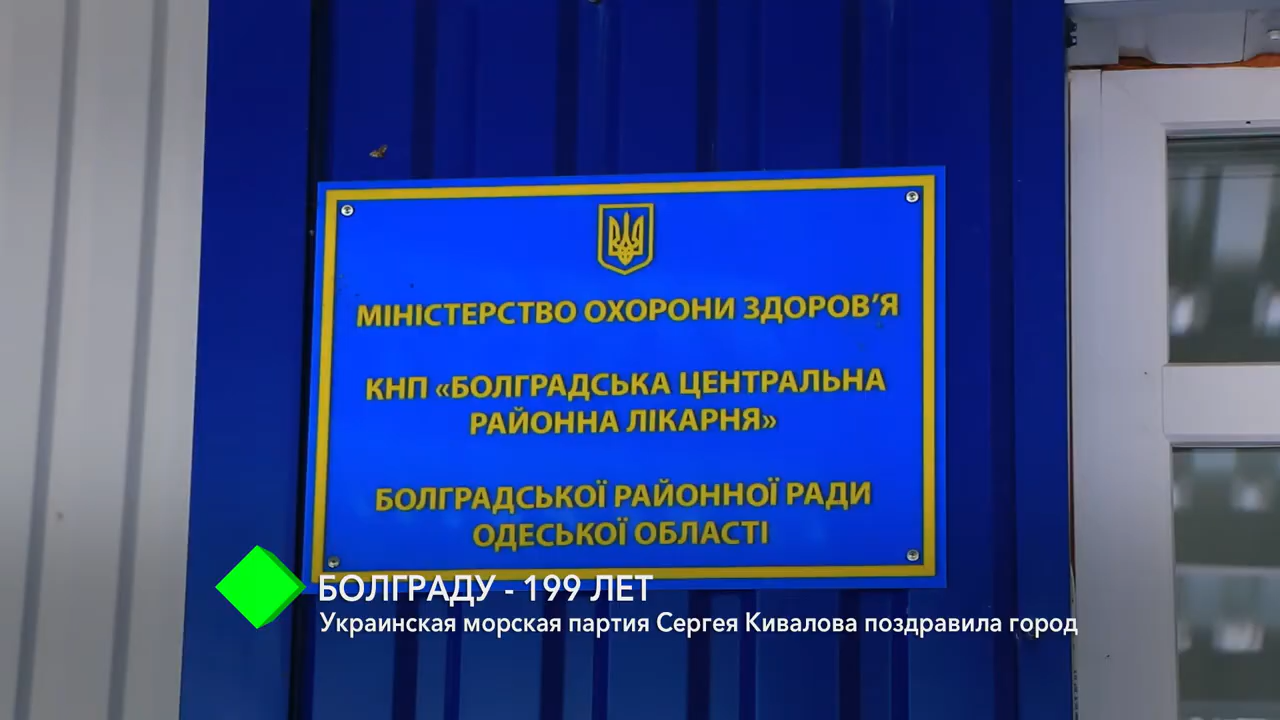 МІНІСТЕРСТВО ОХОРОНИ ЗДОРОВ’Я
КНП «БОЛГРАДСЬКА ЦЕНТРАЛЬНА
РАЙОННА ЛІКАРНЯ»
БОЛГРАДСЬКОЇ РАЙОННОЇ РАДИ
ОДЕСЬКОЇ ОБЛАСТІ
БОЛГРАДУ - 199 ЛЕТ
Украинская морская партия Сергея Кивалова поздравила город